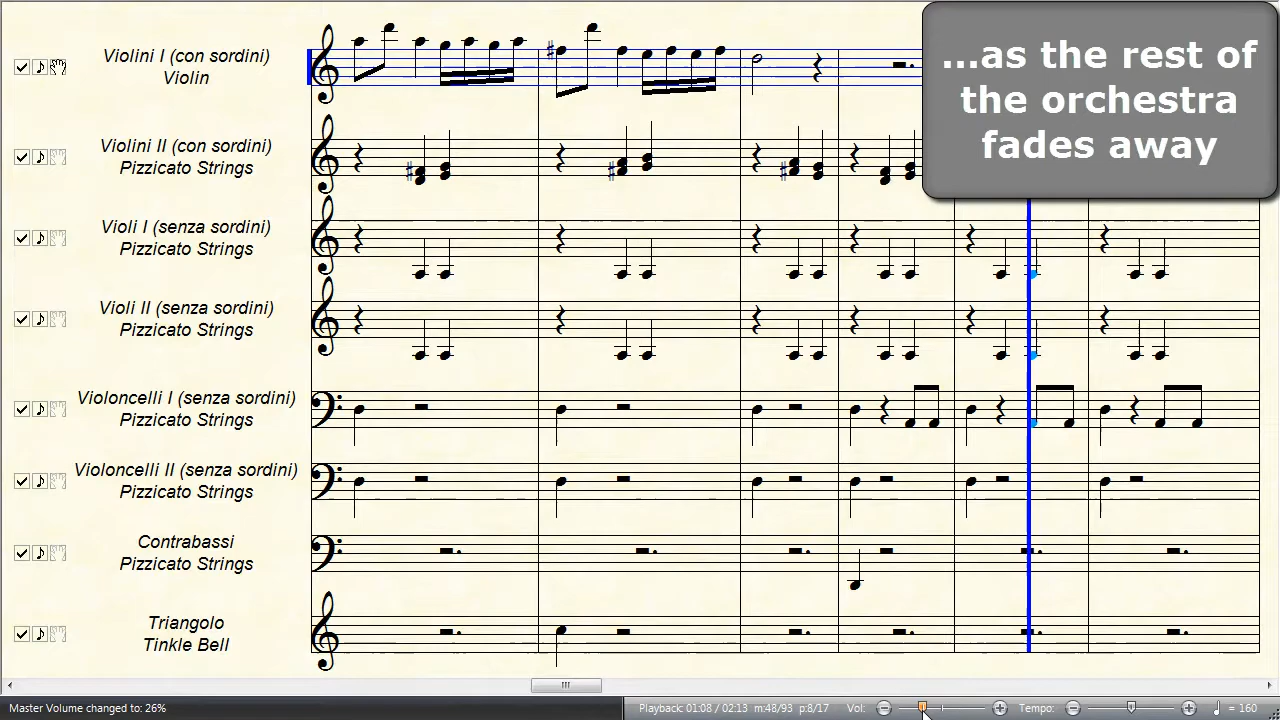 ...as the rest of
the orchestra
fades away
Violini I (con sordini)
Violin
Violini II (con sordini)
Pizzicato Strings
Violi I (senza sordini)
Pizzicato Strings
Violi II (senza sordini)
Pizzicato Strings
Violoncelli I (senza sordini)
Pizzicato Strings
Violoncelli II (senza sordini)
Pizzicato Strings
Contrabassi
Pizzicato Strings
Triangolo
Tinkle Bell
Master Volume changed to: 26% Playback: 01:08 / 02:13 m:48/93 p:8/17 Vol: Tempo: = 160